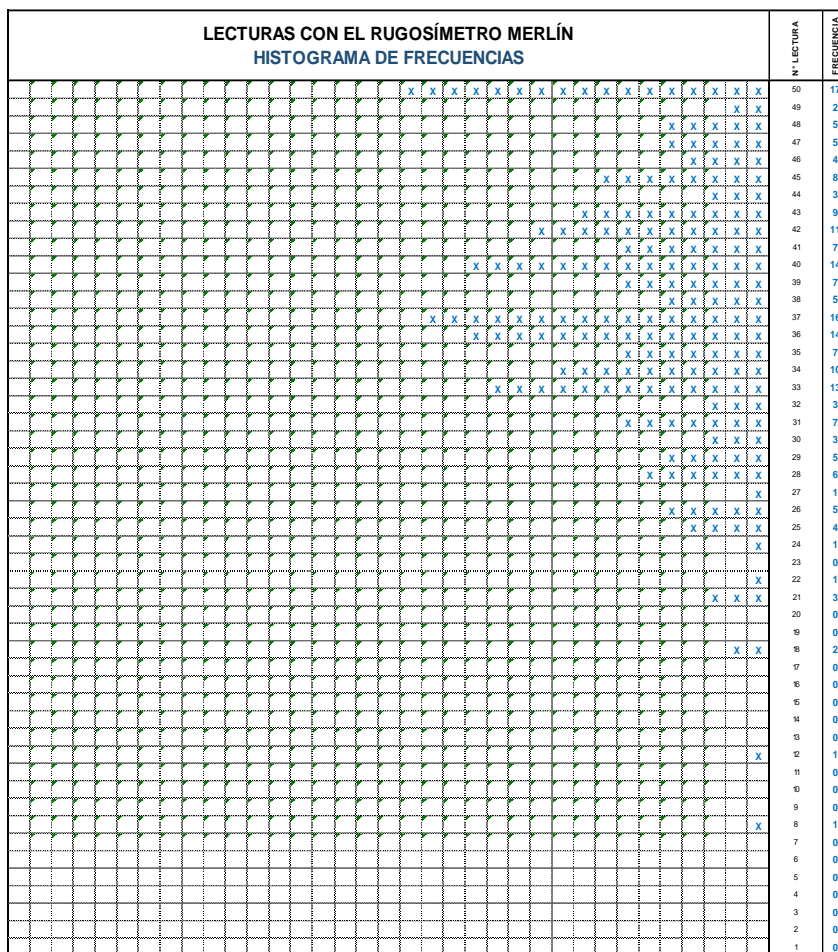 LECTURAS CON EL RUGOSÍMETRO MERLÍN
HISTOGRAMA DE FRECUENCIAS
N° LECTURA
FRECUENCIA
X X X X X X X X X X X X X X X X X 50 17
X X 49 2
X X X X X 48 5
X X X X X 47 5
X X X X 46 4
X X X X X X X X 45 8
X X X 44 3
X X X X X X X X X 43 9
X X X X X X X X X X X 42 11
X X X X X X X 41 7
X X X X X X X X X X X X X X 40 14
X X X X X X X 39 7
X X X X X 38 5
X X X X X X X X X X X X X X X X 37 16
X X X X X X X X X X X X X X 36 14
X X X X X X X 35 7
X X X X X X X X X X 34 10
X X X X X X X X X X X X X 33 13
X X X 32 3
X X X X X X X 31 7
X X X 30 3
X X X X X 29 5
X X X X X X 28 6
X 27 1
X X X X X 26 5
X X X X 25 4
X 24 1
23 0
X 22 1
X X X 21 3
20 0
19 0
X X 18 2
17 0
16 0
15 0
14 0
13 0
X 12 1
11 0
10 0
9 0
X 8 1
7 0
6 0
5 0
4 0
3 0
2 0
1 0